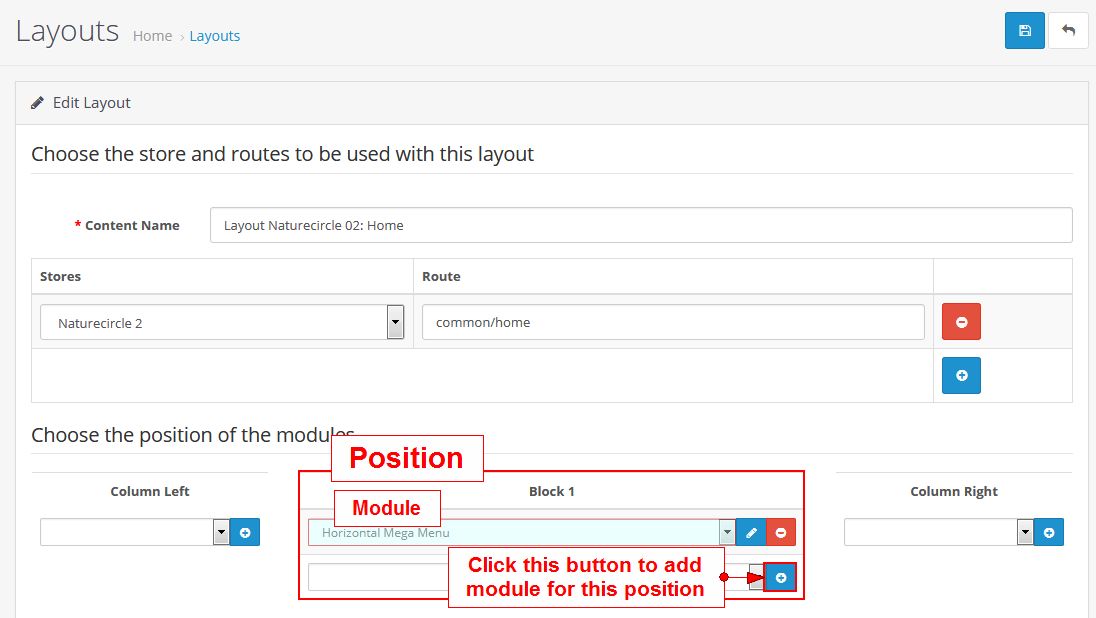 Layouts Home › Layouts
Edit Layout
Choose the store and routes to be used with this layout
* Content Name Layout Naturecircle 02: Home
Stores Route
Naturecircle 2 common/home
Choose the position of the modules
Position
Column Left Block 1 Column Right
Module
Horizontal Mega Menu
Click this button to add
module for this position